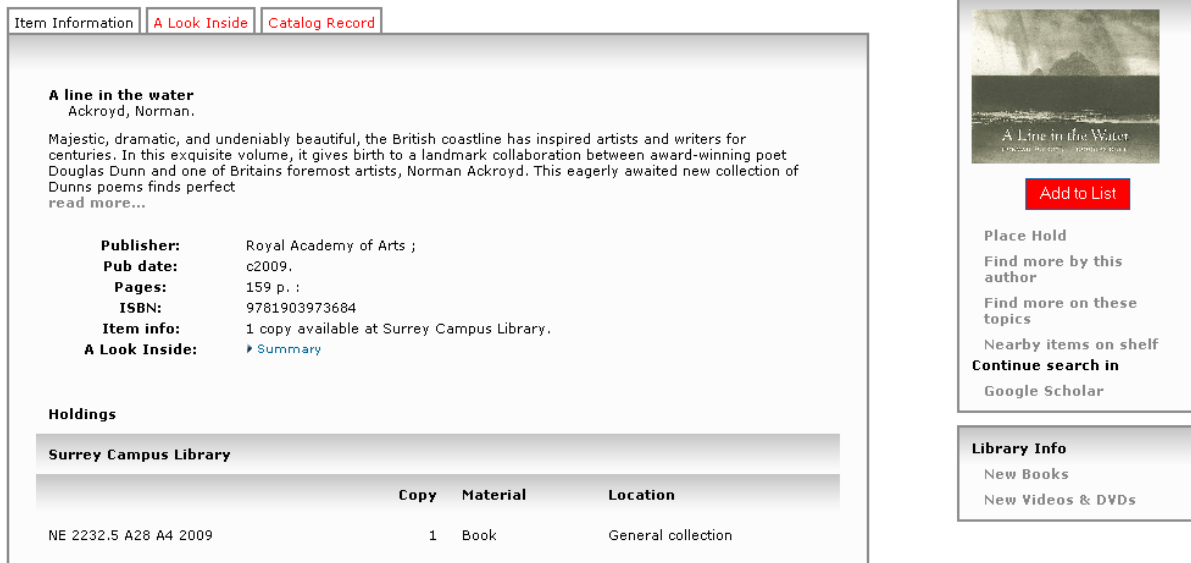 Item Information A Look Inside Catalog Record
A line in the water
Ackroyd, Norman.
Majestic, dramatic, and undeniably beautiful, the British coastline has inspired artists and writers for
centuries. In this exquisite volume, it gives birth to a landmark collaboration between award-winning poet
Douglas Dunn and one of Britains foremost artists, Norman Ackroyd. This eagerly awaited new collection of
Dunns poems finds perfect
read more...
Publisher: Royal Academy of Arts ;
Pub date: c2009.
Pages: 159 p. :
ISBN: 9781903973684
Item info: 1 copy available at Surrey Campus Library.
A Look Inside: Summary
Holdings
Surrey Campus Library
Copy Material Location
NE 2232.5 A28 A4 2009 1 Book General collection
A Line in the Water
Add to List
Place Hold
Find more by this
author
Find more on these
topics
Nearby items on shelf
Continue search in
Google Scholar
Library Info
New Books
New Videos & DVDs